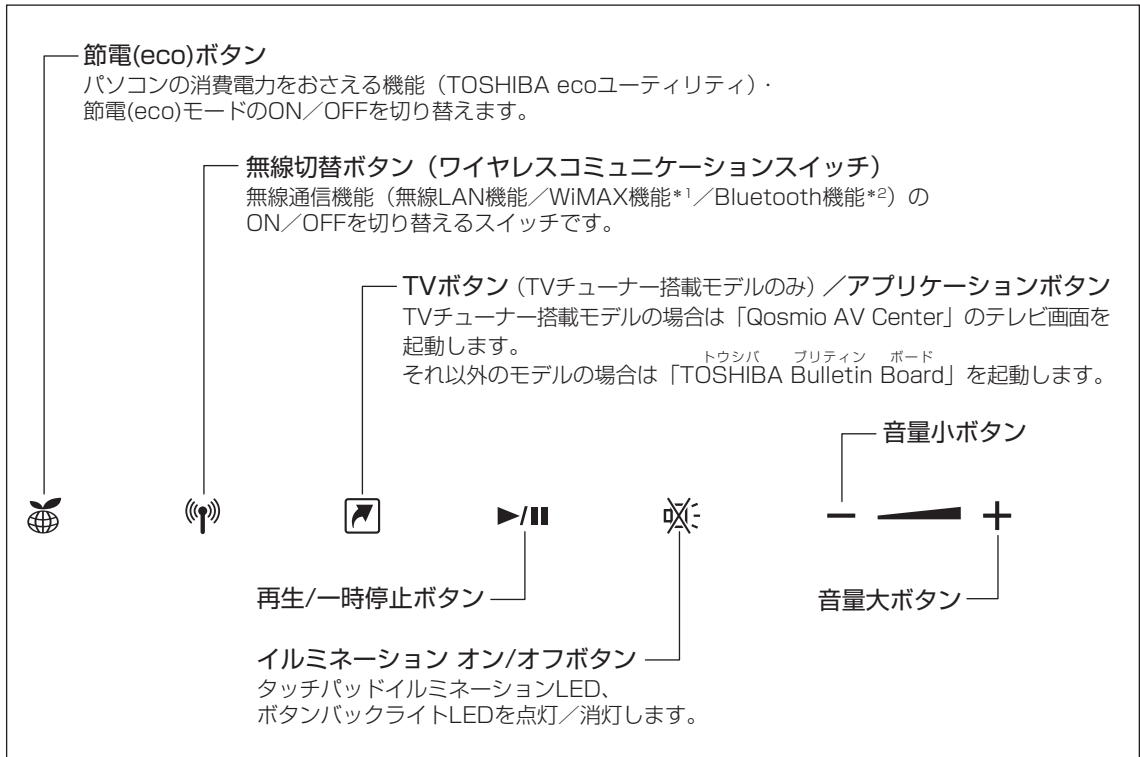 節電(eco)ボタン
パソコンの消費電力をおさえる機能（TOSHIBA ecoユーティリティ）・
節電(eco)モードのON／OFFを切り替えます。
無線切替ボタン（ワイヤレスコミュニケーションスイッチ）
無線通信機能（無線LAN機能／WiMAX機能*1／Bluetooth機能*2）の
ON／OFFを切り替えるスイッチです。
TVボタン（TVチューナー搭載モデルのみ）／アプリケーションボタン
TVチューナー搭載モデルの場合は「Qosmio AV Center」のテレビ画面を
起動します。
トウシバ ブリティン ボード
それ以外のモデルの場合は「TOSHIBA Bulletin Board」を起動します。
音量小ボタン
再生/一時停止ボタン
音量大ボタン
イルミネーション オン/オフボタン
タッチパッドイルミネーションLED、
ボタンバックライトLEDを点灯／消灯します。